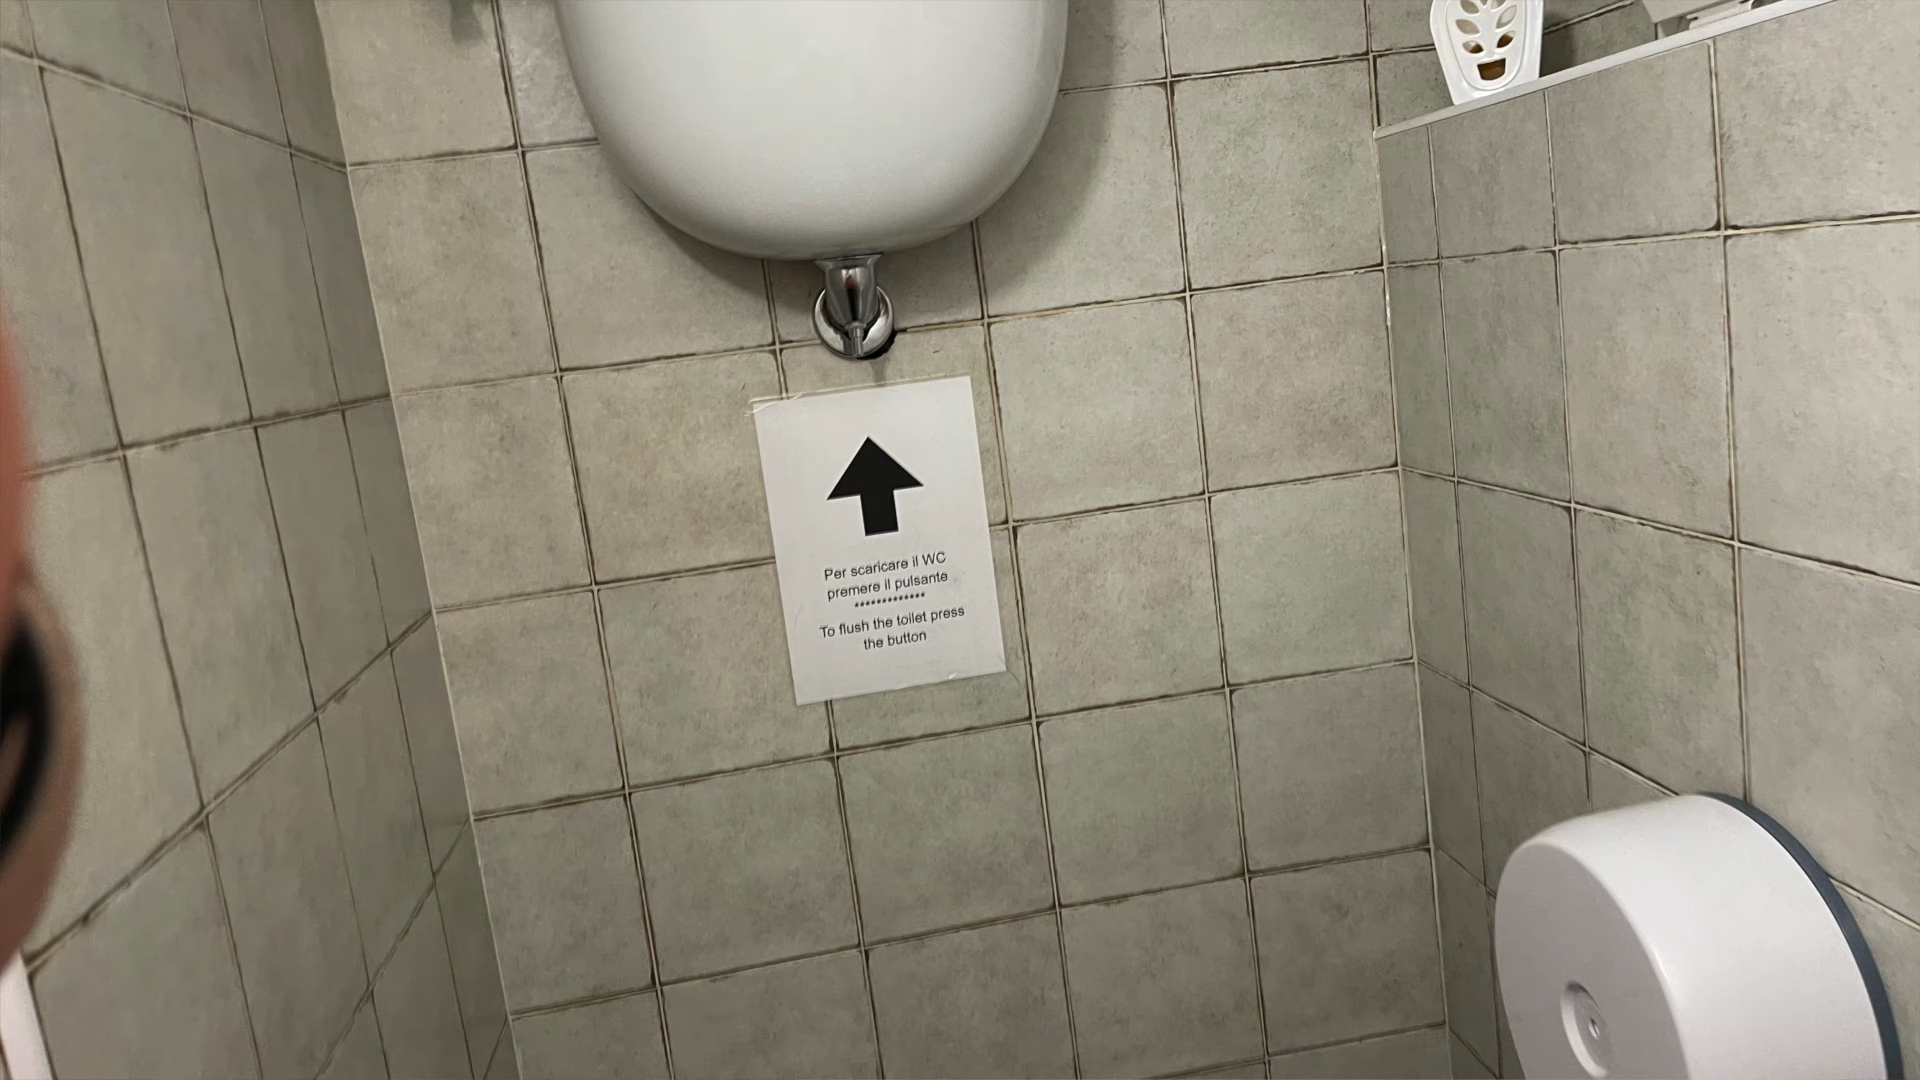 Per scaricare il WC
premere il pulsante
*************
To flush the toilet press
the button